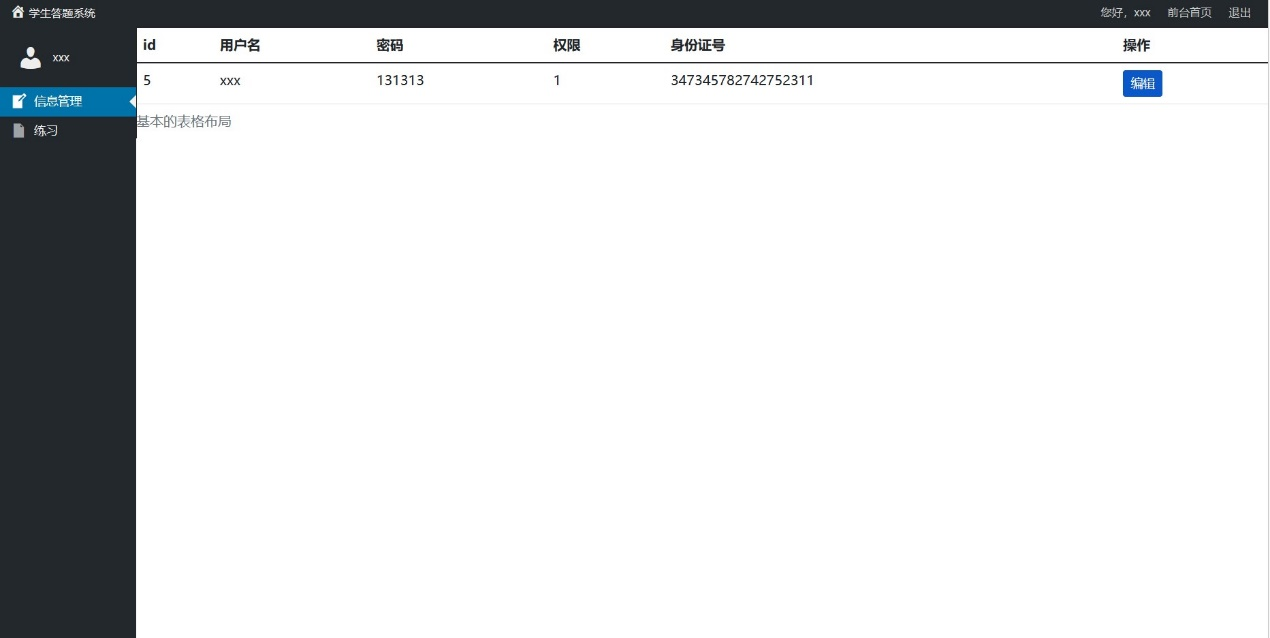 学生答题系统 您好，xxx 前台首页 退出
xxx
信息管理
练习
id 用户名 密码 权限 身份证号 操作
5 xxx 131313 1 347345782742752311 编辑
基本的表格布局